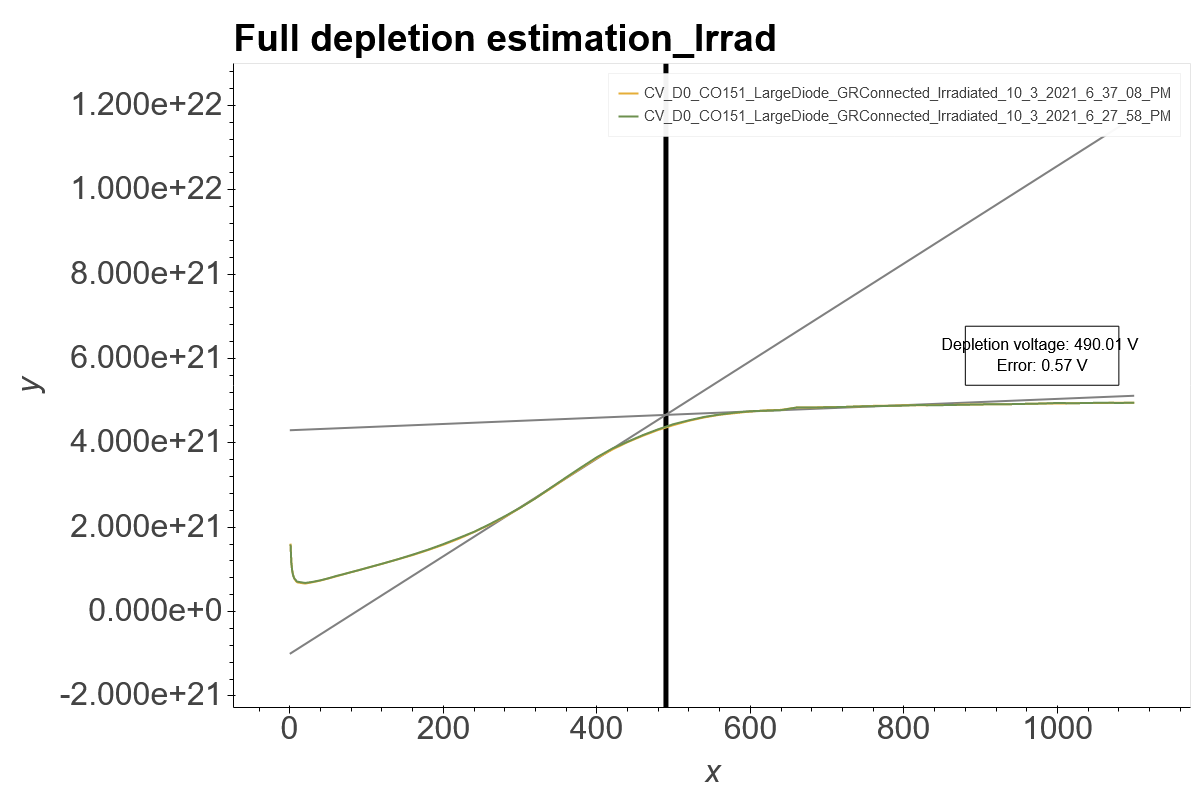 Full depletion estimation_Irrad
CV_D0_CO151_LargeDiode_GRConnected_Irradiated_10_3_2021_6_37_08_PM
CV_D0_CO151_LargeDiode_GRConnected_Irradiated_10_3_2021_6_27_58_PM
1.200e+22
1.000e+22
8.000e+21
6.000e+21
4.000e+21
2.000e+21
0.000e+0
-2.000e+21
y
Depletion voltage: 490.01 V
Error: 0.57 V
0 200 400 600 800 1000
x